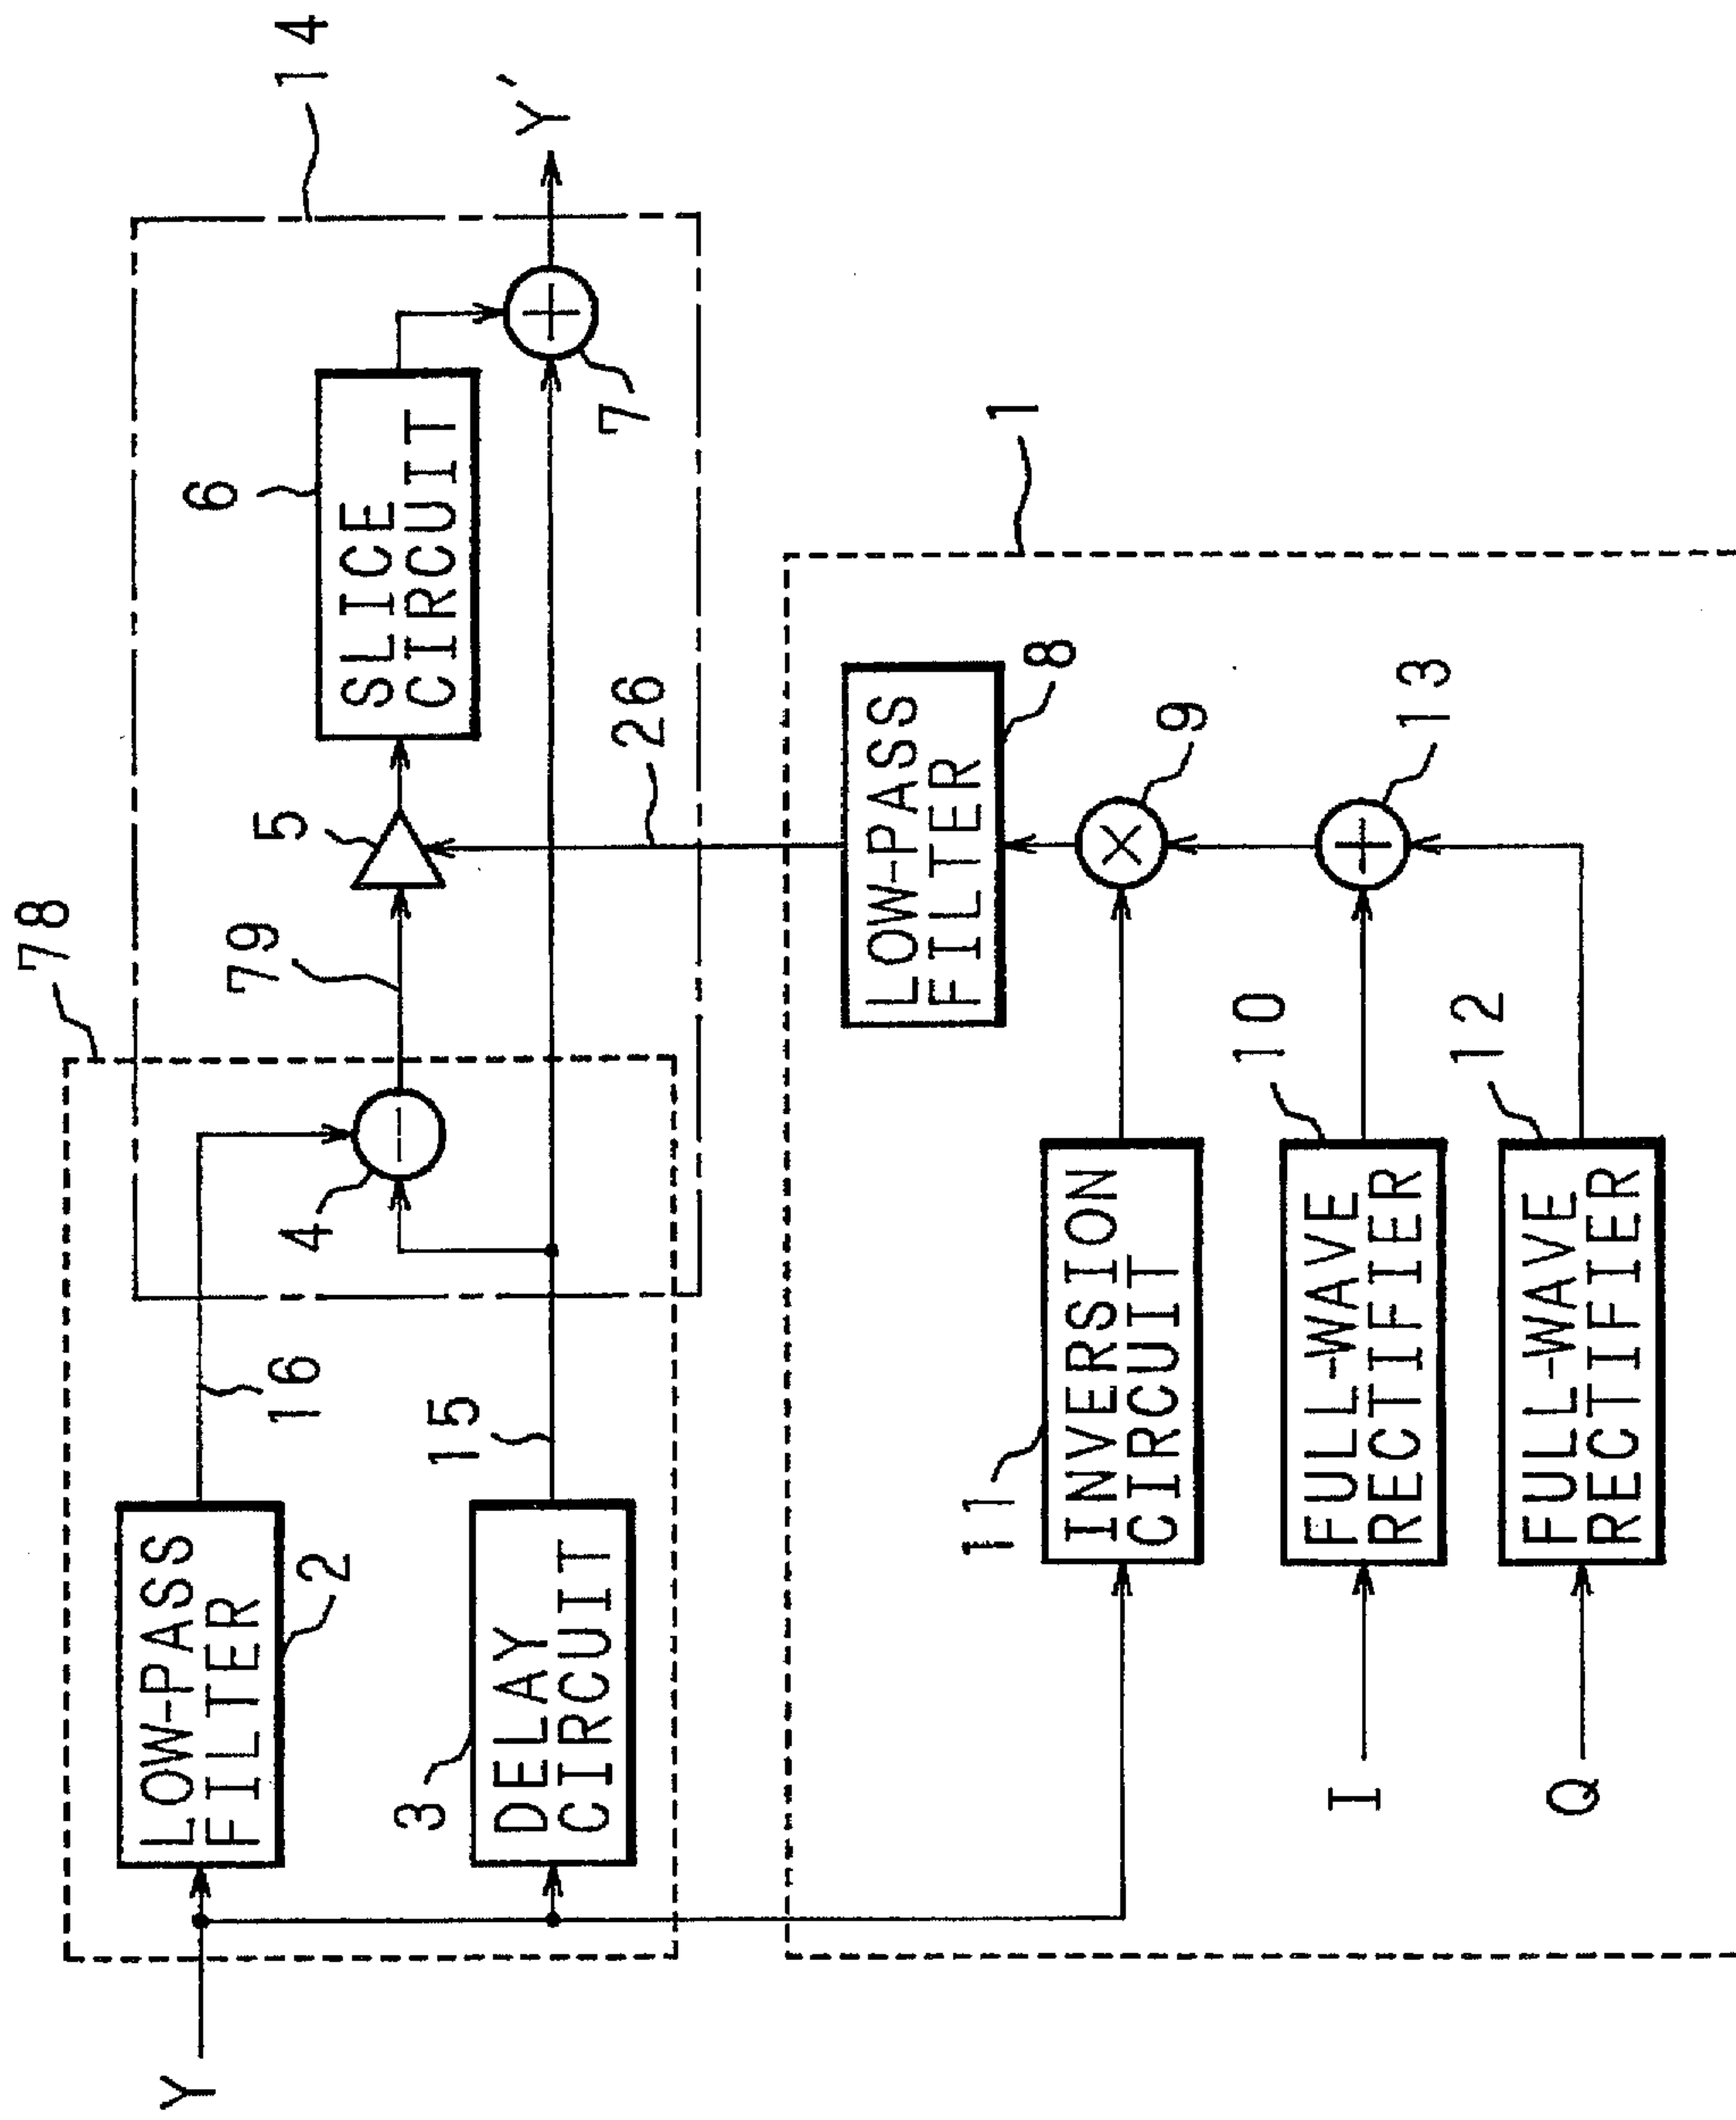 78
14
LOW-PASS
FILTER
2
16
4
79
5
6
SLICE
CIRCUIT
Y
3
DELAY
CIRCUIT
15
7
Y'
26
1
LOW-PASS
FILTER
8
11
INVERSION
CIRCUIT
9
I
FULL-WAVE
RECTIFIER
10
13
Q
FULL-WAVE
RECTIFIER
12